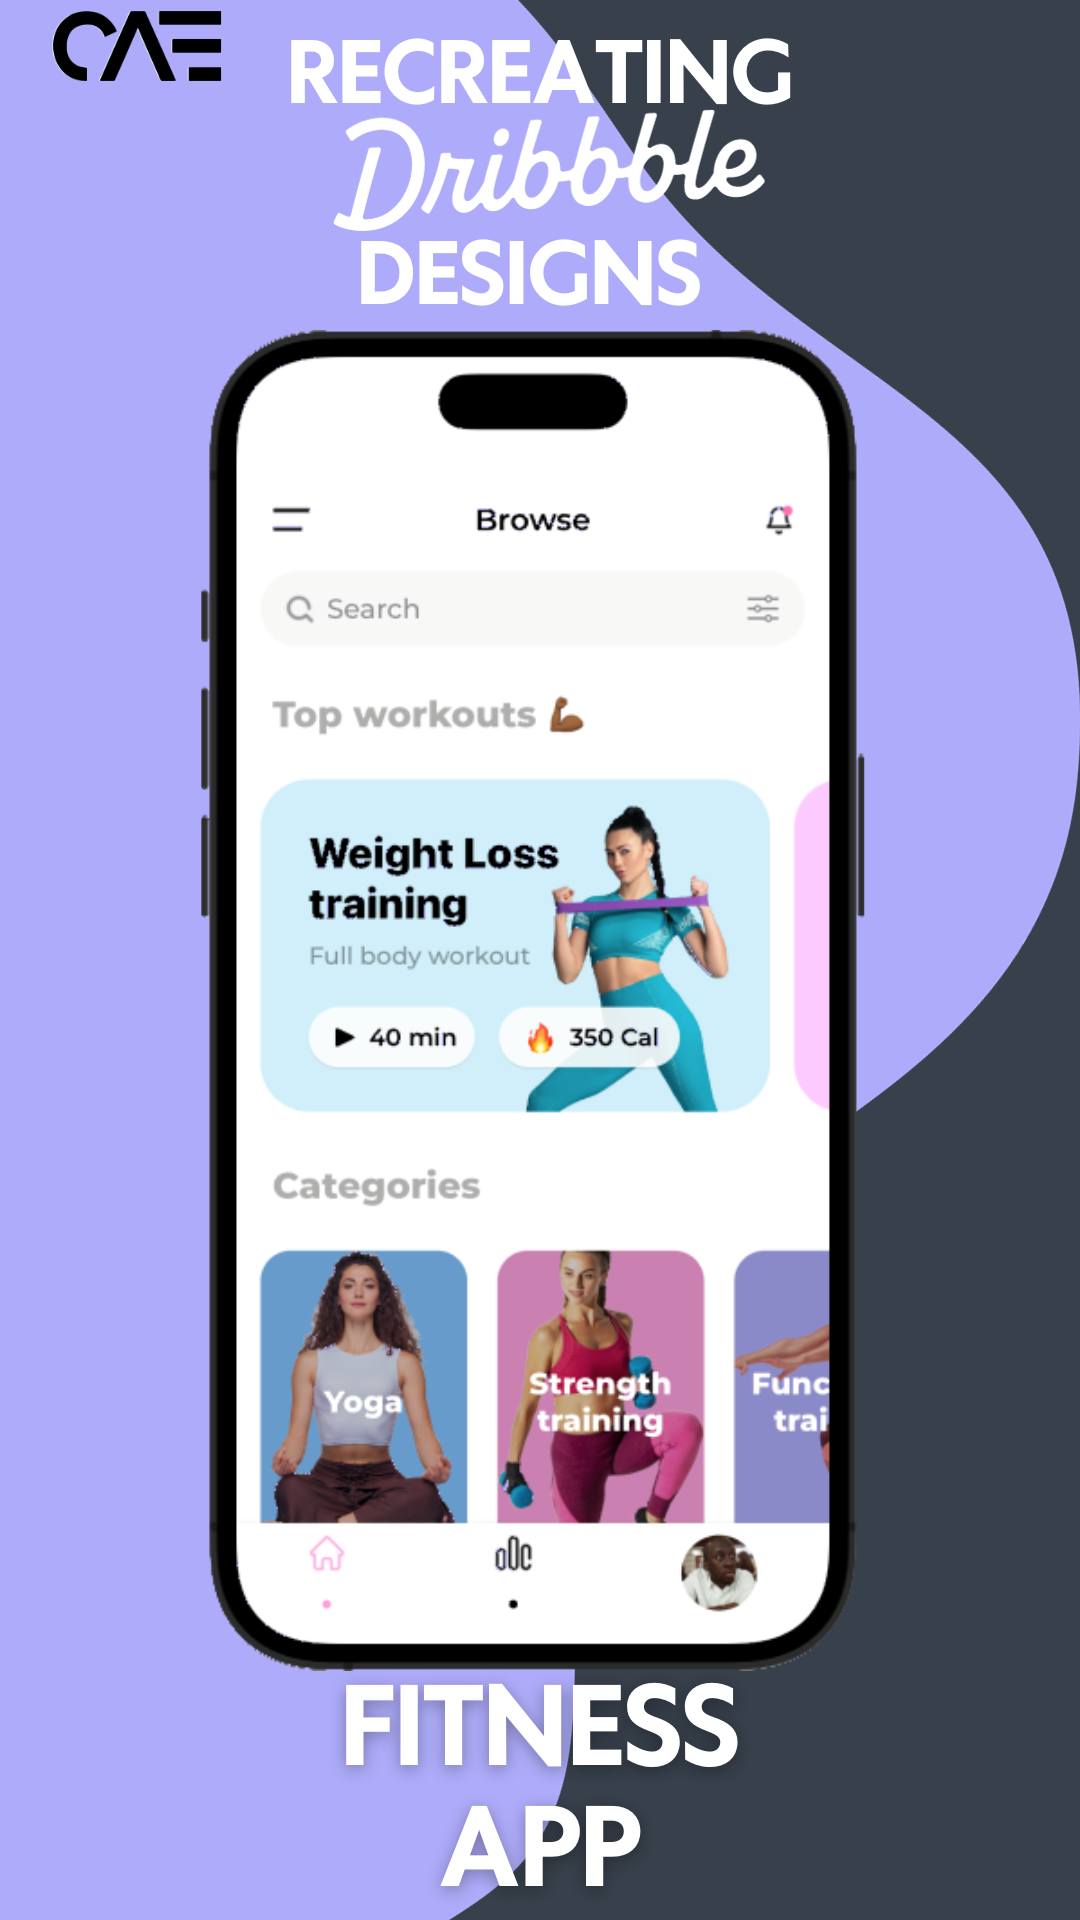 CAE
RECREATING
Dribbble
DESIGNS
Browse
Search
Top workouts 💪🏾
Weight Loss
training
Full body workout
40 min
🔥 350 Cal
Categories
Yoga
Strength
training
Func
trai
FITNESS
APP